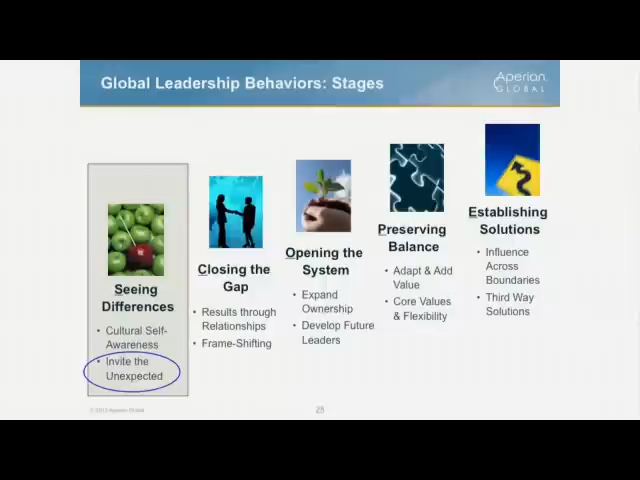 Global Leadership Behaviors: Stages
Aperian
GLOBAL
Seeing
Differences
• Cultural Self-
Awareness
• Invite the
Unexpected
Closing the
Gap
• Results through
Relationships
• Frame-Shifting
Opening the
System
• Expand
Ownership
• Develop Future
Leaders
Preserving
Balance
• Adapt & Add
Value
• Core Values
& Flexibility
Establishing
Solutions
• Influence
Across
Boundaries
• Third Way
Solutions
Aperian Global